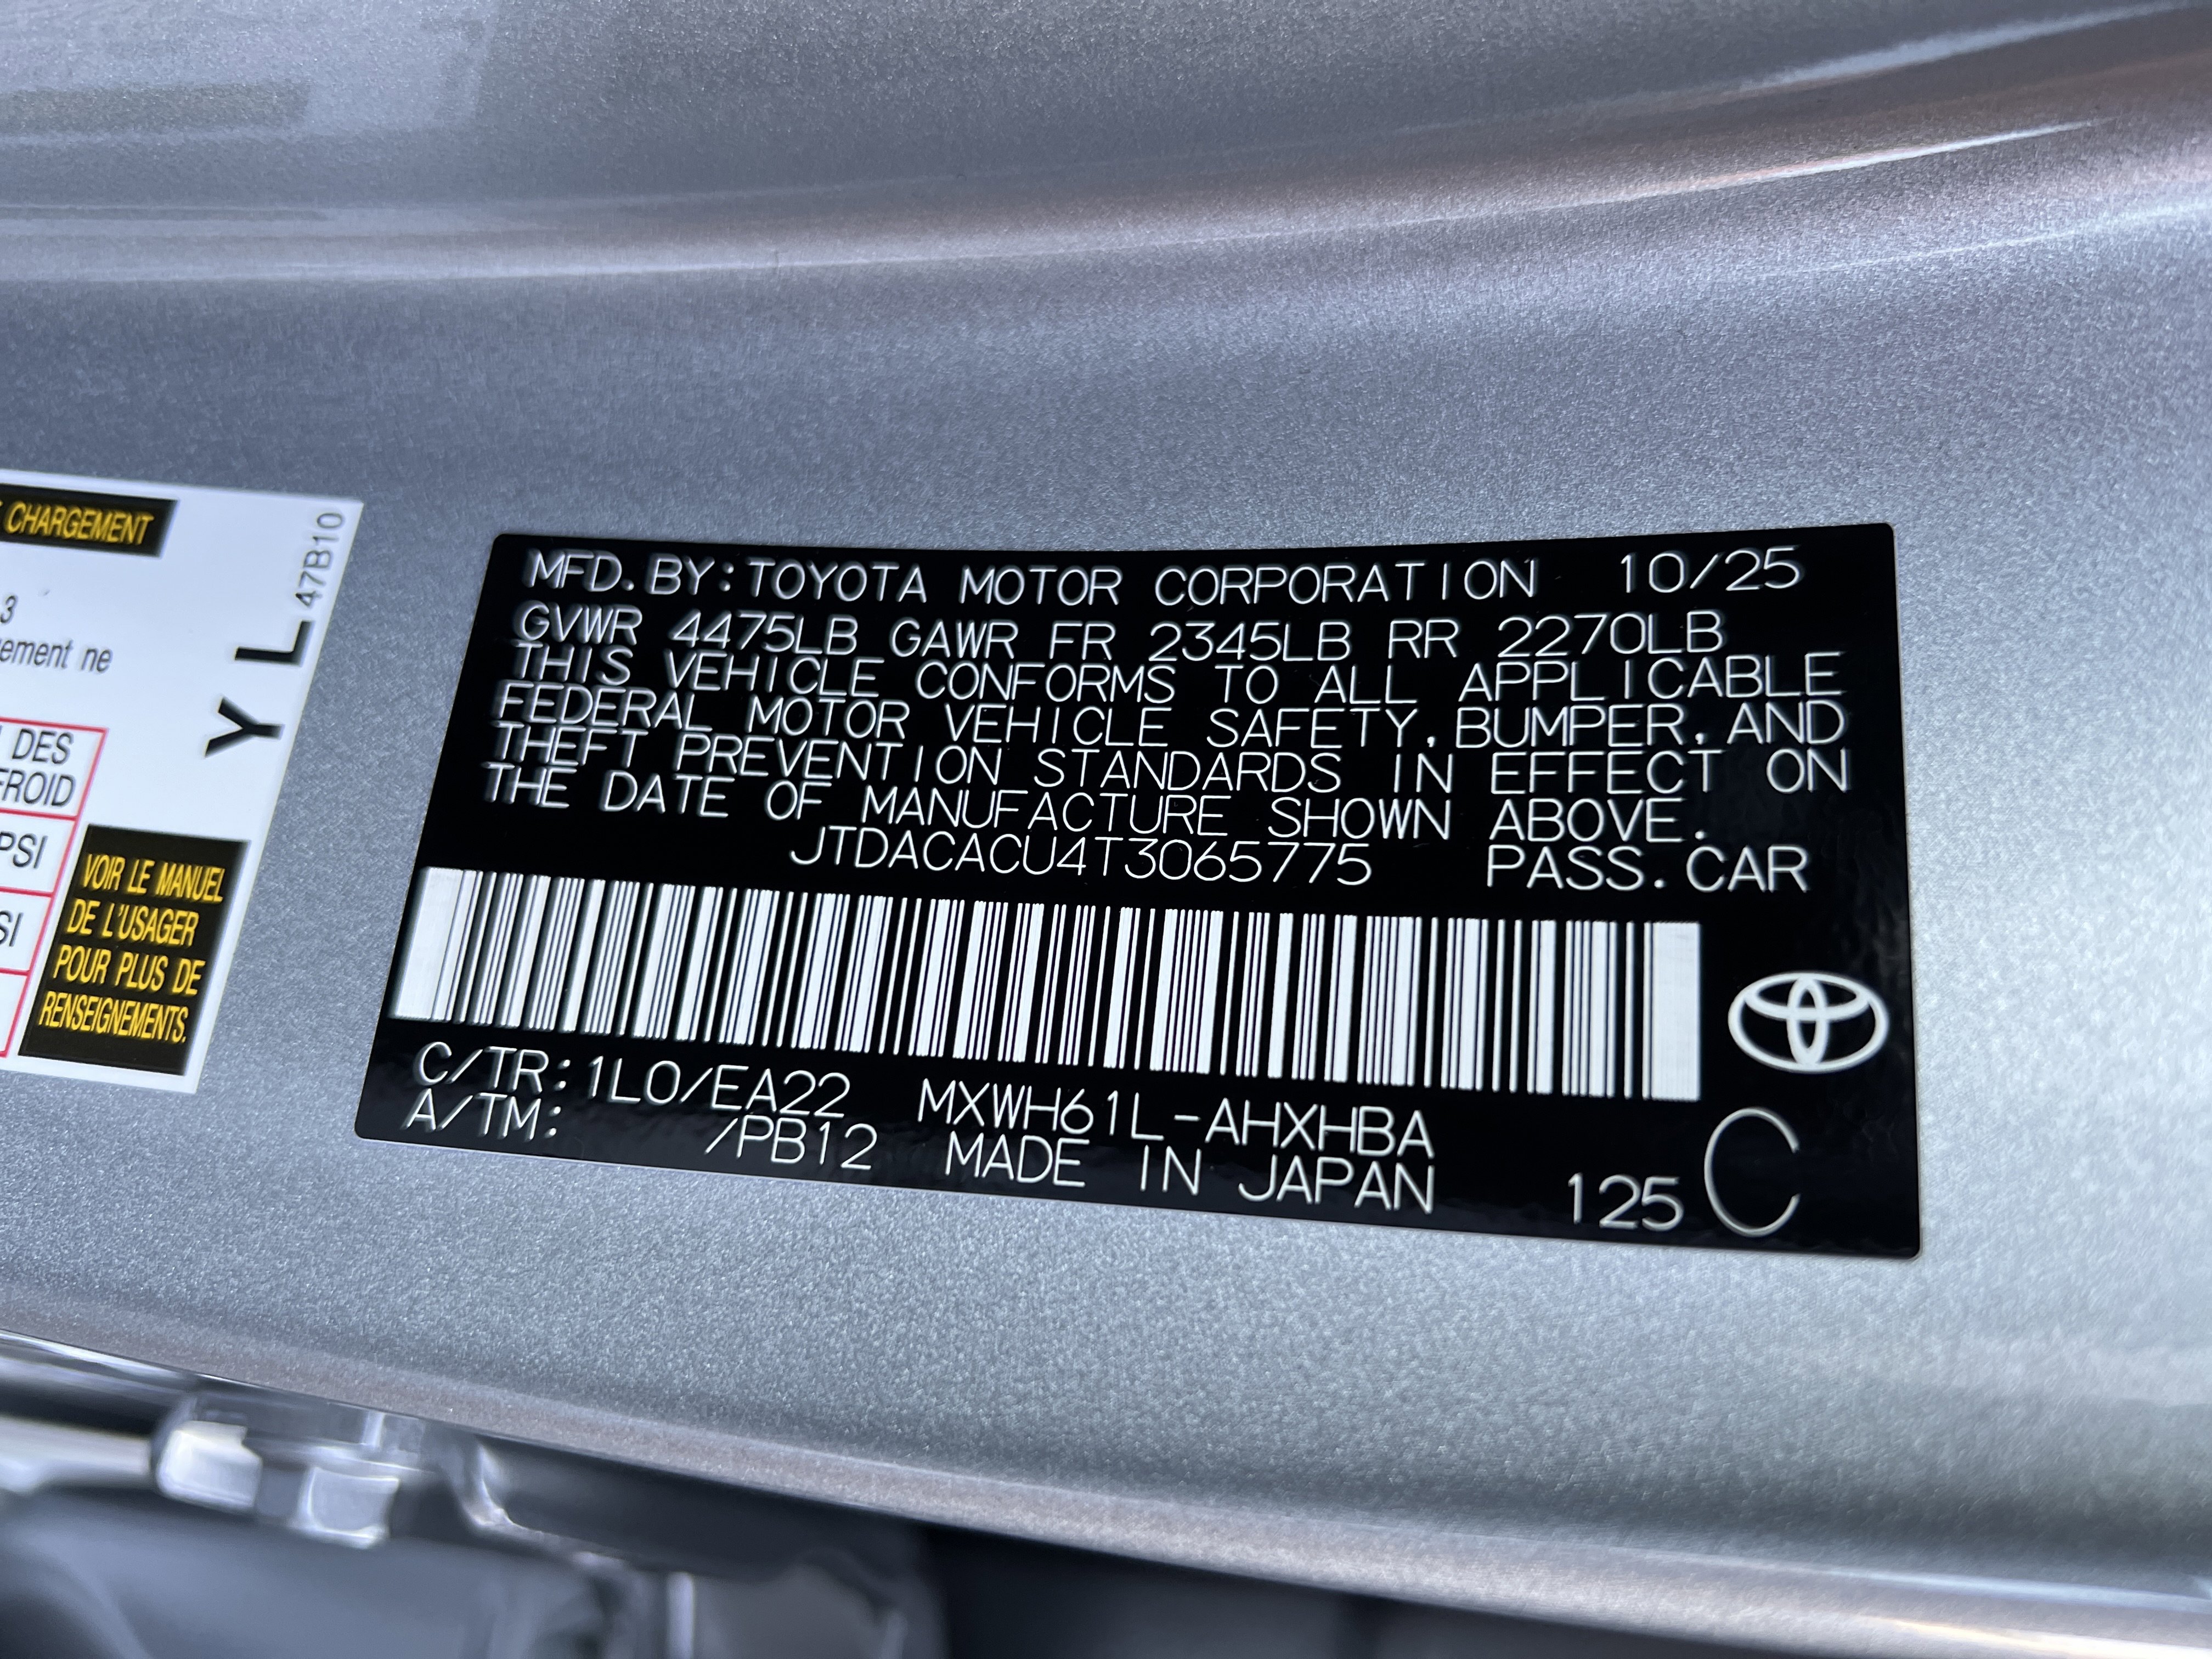 CHARGEMENT
47B10
3
ement ne
YL
DES
FROID
PSI
SI
VOIR LE MANUEL
DE L'USAGER
POUR PLUS DE
RENSEIGNEMENTS.
MFD.BY:TOYOTA MOTOR CORPORATION 10/25
GVWR 4475LB GAWR FR 2345LB RR 2270LB
THIS VEHICLE CONFORMS TO ALL APPLICABLE
FEDERAL MOTOR VEHICLE SAFETY,BUMPER,AND
THEFT PREVENTION STANDARDS IN EFFECT ON
THE DATE OF MANUFACTURE SHOWN ABOVE.
JTDACACU4T3065775 PASS.CAR
C/TR:1L0/EA22 MXWH61L-AHXHBA
A/TM: /PB12 MADE IN JAPAN 125 C